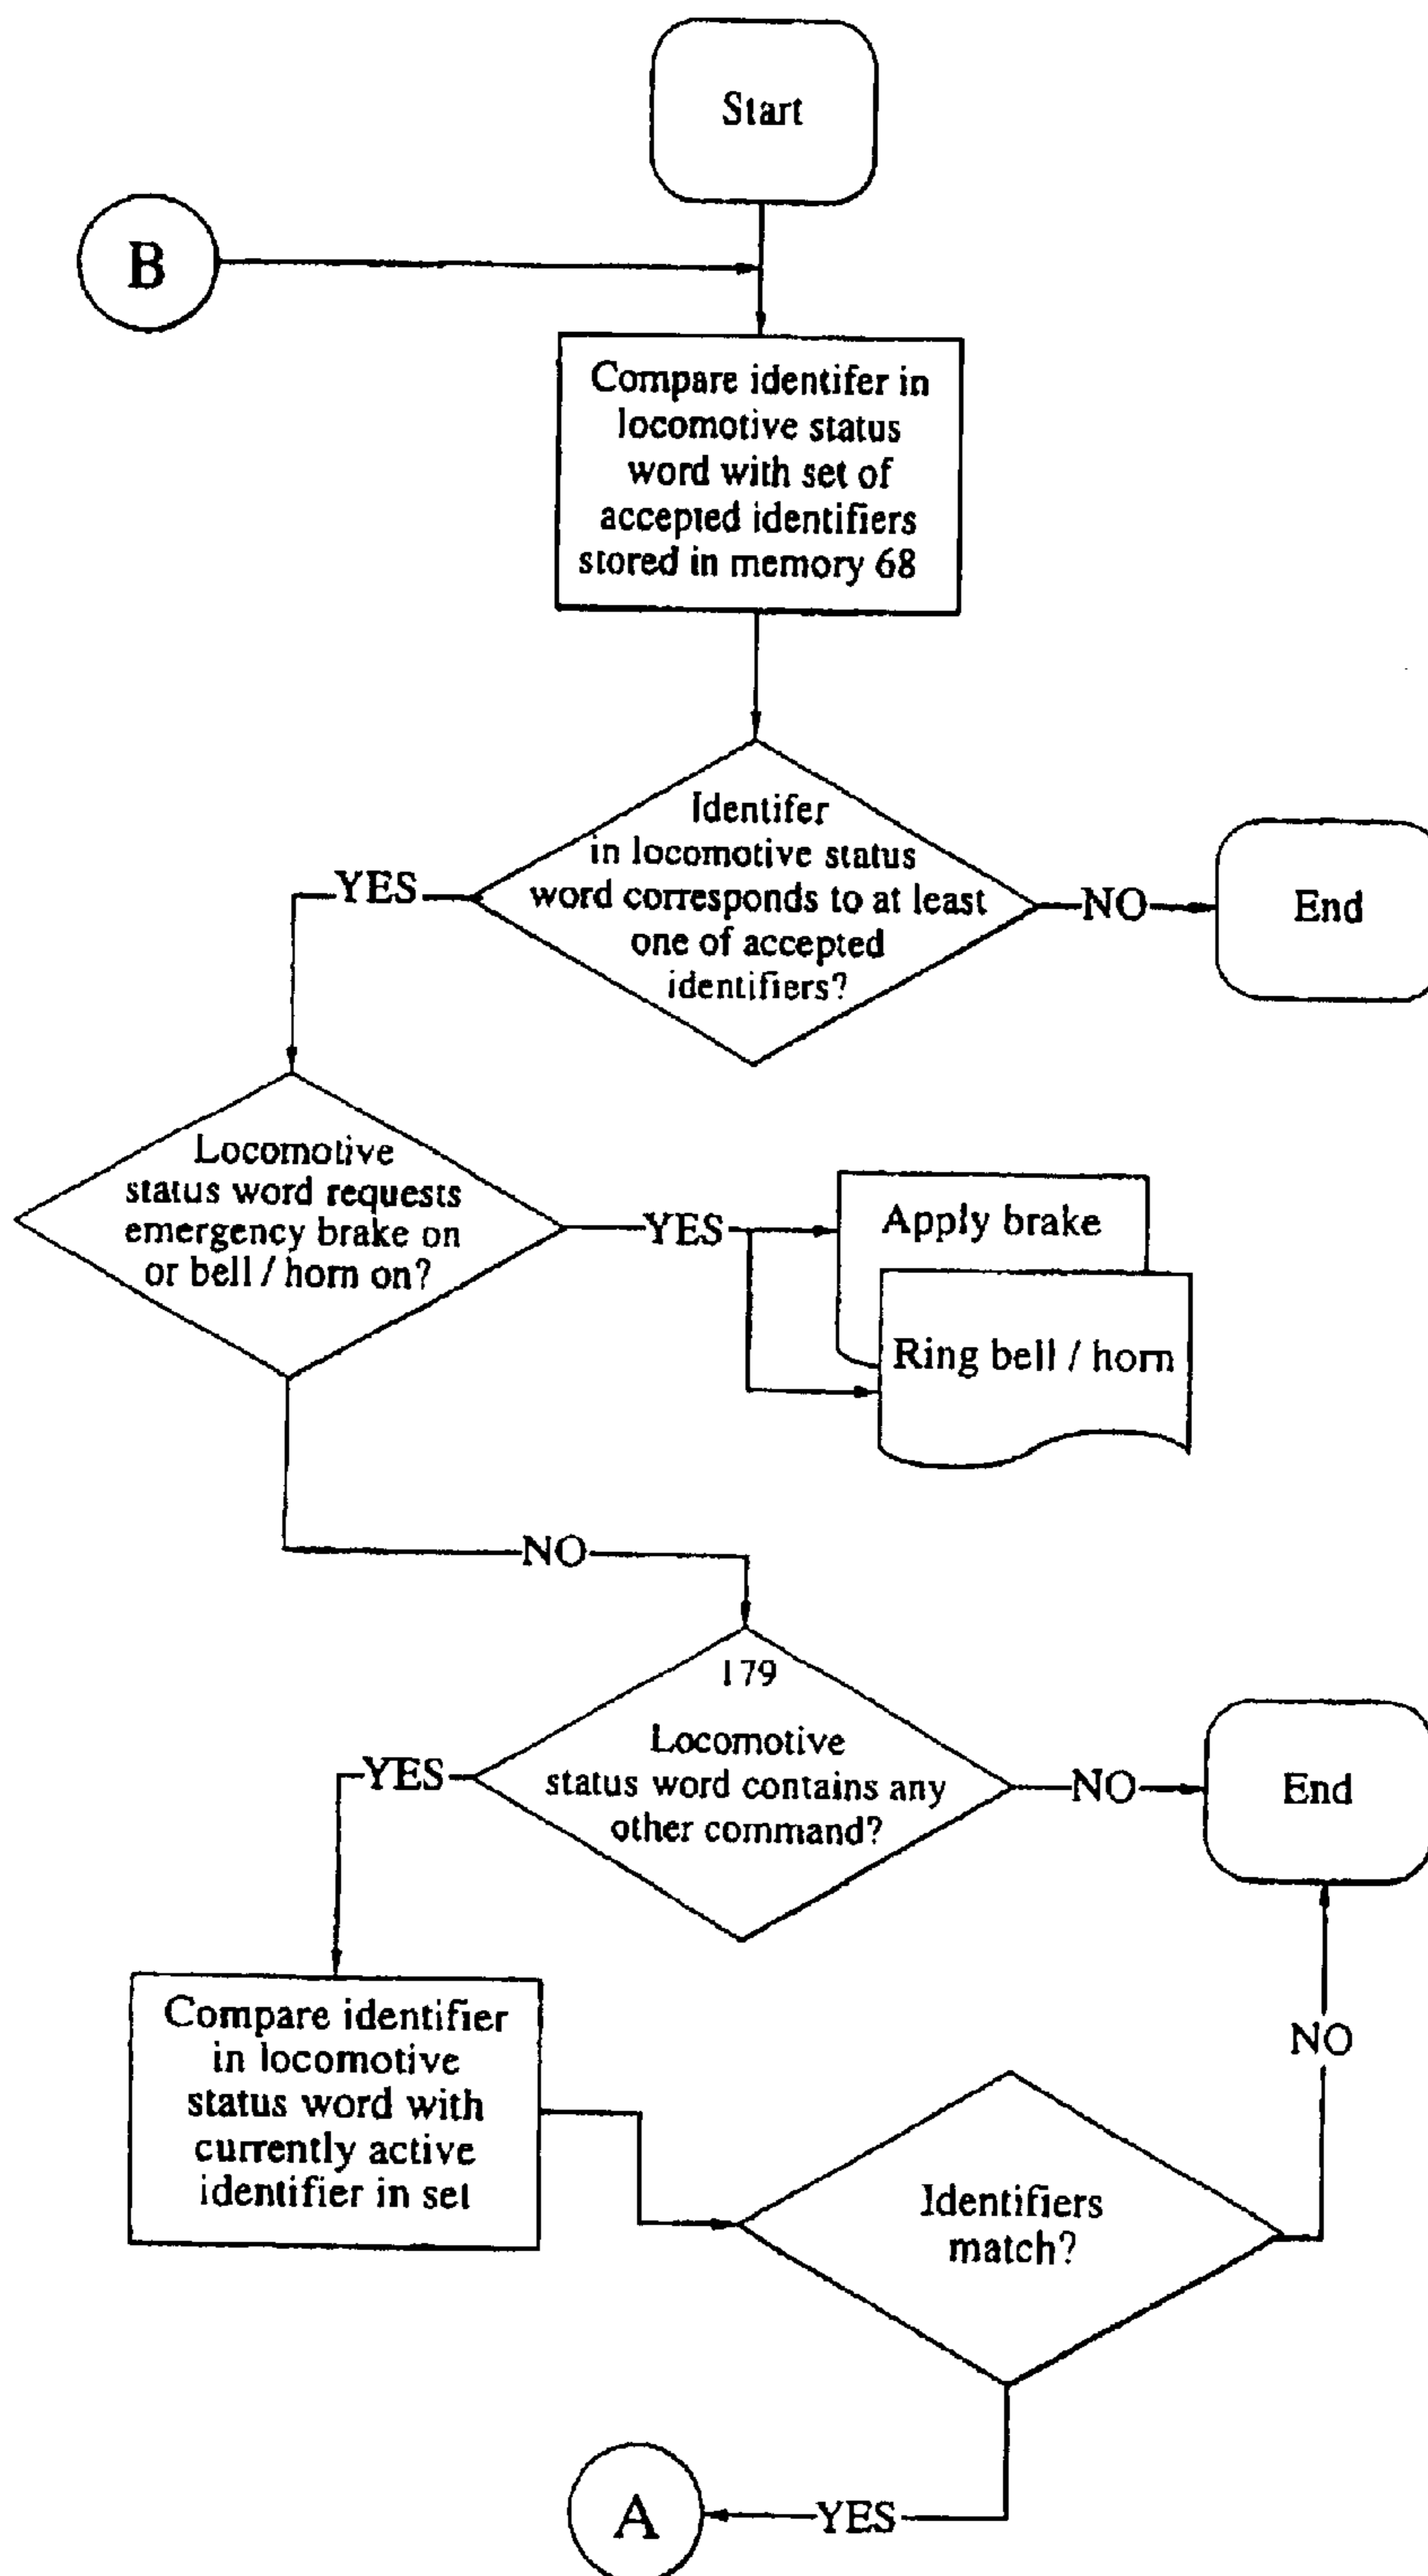 Start
B
Compare identifer in
locomotive status
word with set of
accepted identifiers
stored in memory 68
Identifer
in locomotive status
word corresponds to at least
one of accepted
identifiers?
YES
NO
End
Locomotive
status word requests
emergency brake on
or bell / horn on?
YES
Apply brake
Ring bell / horn
NO
179
Locomotive
status word contains any
other command?
YES
NO
End
Compare identifier
in locomotive
status word with
currently active
identifier in set
NO
Identifiers
match?
YES
A